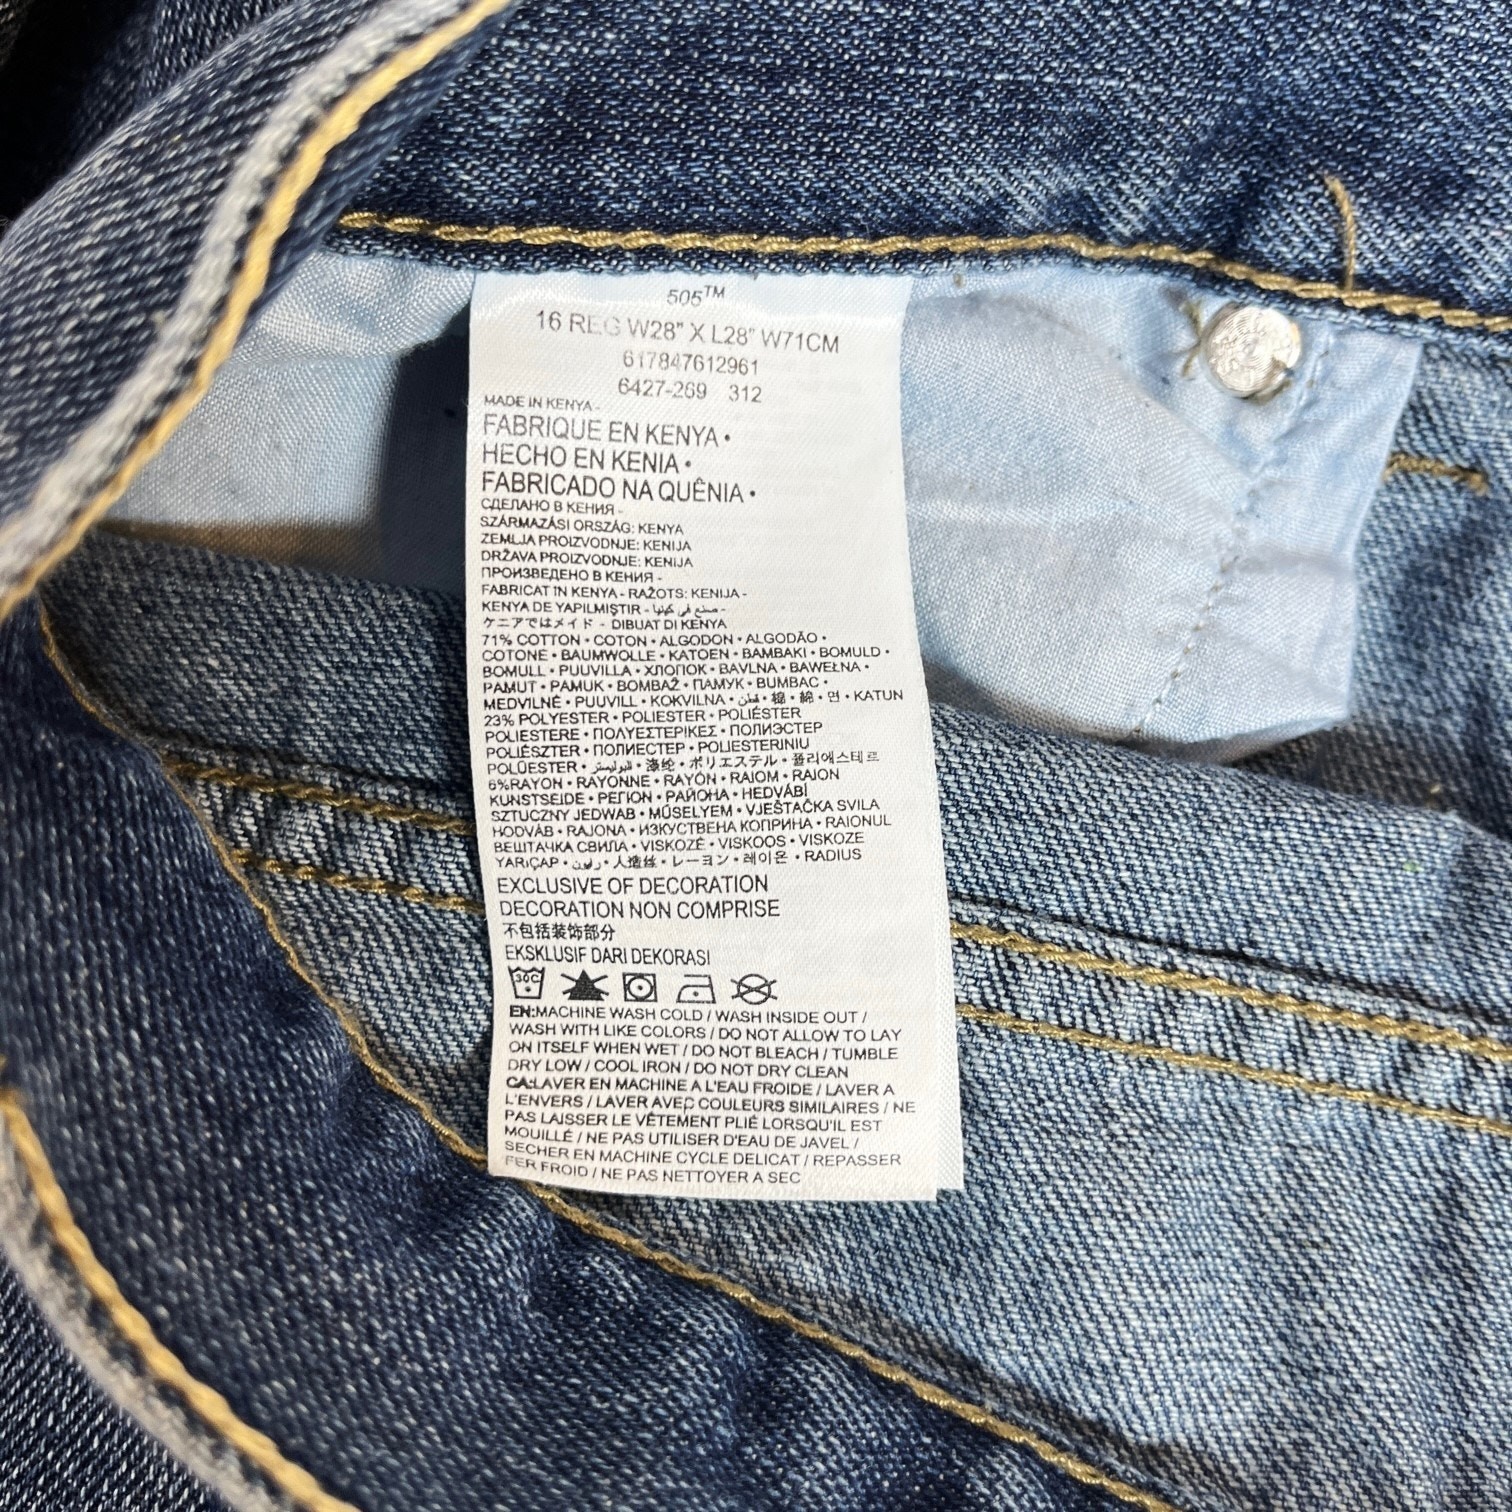 505™
16 REG W28" X L28" W71CM
617847612961
6427-269 312
MADE IN KENYA -
FABRIQUE EN KENYA •
HECHO EN KENIA •
FABRICADO NA QUÊNIA •
СДЕЛАНО В КЕНИЯ -
SZÁRMAZÁSI ORSZÁG: KENYA
ZEMLJA PROIZVODNJE: KENIJA
DRŽAVA PROIZVODNJE: KENIJA
ПРОИЗВЕДЕНО В КЕНИЯ -
FABRICAT IN KENYA - RAŽOTS: KENIJA -
KENYA DE YAPILMIŞTIR - صنع في كينيا -
ケニアではメイド - DIBUAT DI KENYA
71% COTTON • COTON • ALGODON • ALGODÃO •
COTONE • BAUMWOLLE • KATOEN • BAMBAKI • BOMULD •
BOMULL • PUUVILLA • ХЛОПОК • BAVLNA • BAWEŁNA •
PAMUT • PAMUK • BOMBAŽ • ПАМУК • BUMBAC •
MEDVILNĖ • PUUVILL • KOKVILNA • قطن • 棉 • 綿 • 면 • KATUN
23% POLYESTER • POLIESTER • POLIÉSTER
POLIESTERE • ΠΟΛΥΕΣΤΕΡΙΚΕΣ • ПОЛИЭСТЕР
POLIÉSZTER • ПОЛИЕСТЕР • POLIESTERINIU
POLÜESTER • البوليستر • 涤纶 • ポリエステル • 폴리에스테르
6%RAYON • RAYONNE • RAYÓN • RAIOM • RAION
KUNSTSEIDE • РЕГІОН • РАЙОНА • HEDVÁBÍ
SZTUCZNY JEDWAB • MŰSELYEM • VJEŠTAČKA SVILA
HODVÁB • RAJONA • ИЗКУСТВЕНА КОПРИНА • RAIONUL
ВЕШТАЧКА СВИЛА • VISKOZĖ • VISKOOS • VISKOZE
YARIÇAP • رايون • 人造丝 • レーヨン • 레이온 • RADIUS
EXCLUSIVE OF DECORATION
DECORATION NON COMPRISE
不包括装饰部分
EKSKLUSIF DARI DEKORASI
30C
EN:MACHINE WASH COLD / WASH INSIDE OUT /
WASH WITH LIKE COLORS / DO NOT ALLOW TO LAY
ON ITSELF WHEN WET / DO NOT BLEACH / TUMBLE
DRY LOW / COOL IRON / DO NOT DRY CLEAN
CA:LAVER EN MACHINE A L'EAU FROIDE / LAVER A
L'ENVERS / LAVER AVEC COULEURS SIMILAIRES / NE
PAS LAISSER LE VÊTEMENT PLIÉ LORSQU'IL EST
MOUILLÉ / NE PAS UTILISER D'EAU DE JAVEL /
SECHER EN MACHINE CYCLE DELICAT / REPASSER
FER FROID / NE PAS NETTOYER A SEC